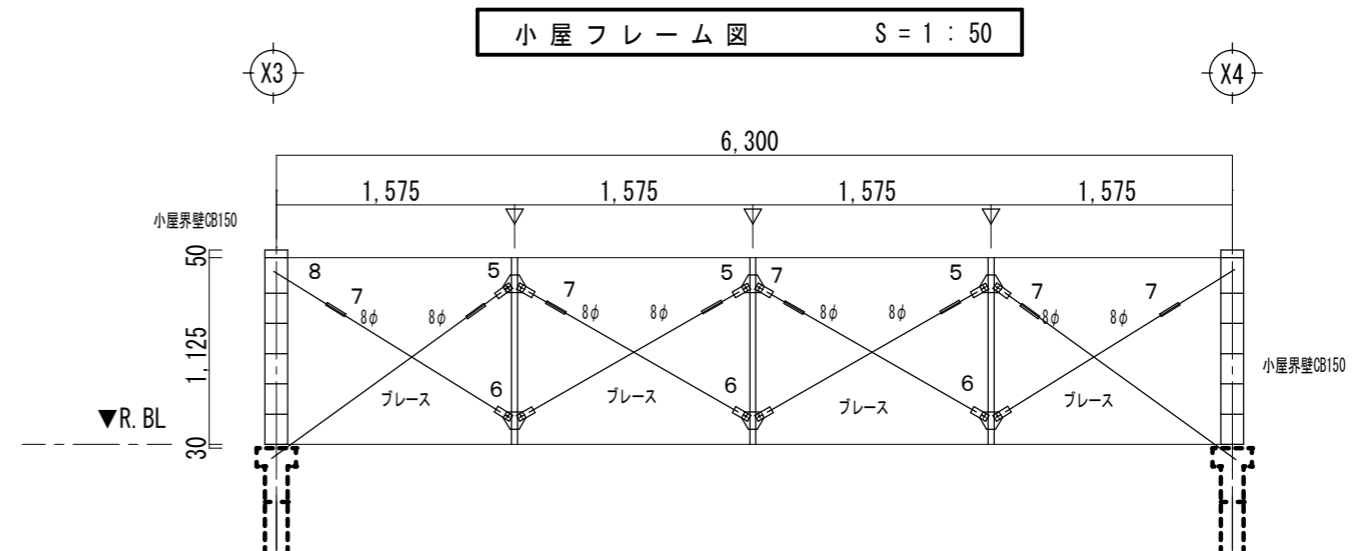 小屋フレーム図 S = 1 : 50
X3 X4
6,300
1,575 1,575 1,575 1,575
小屋界壁CB150
50
8 5 5 7 5
7 7 7 7
8φ 8φ 8φ 8φ 8φ 8φ 8φ 8φ
1,125
小屋界壁CB150
6 6 6
ブレース ブレース ブレース ブレース
▼R.BL
30